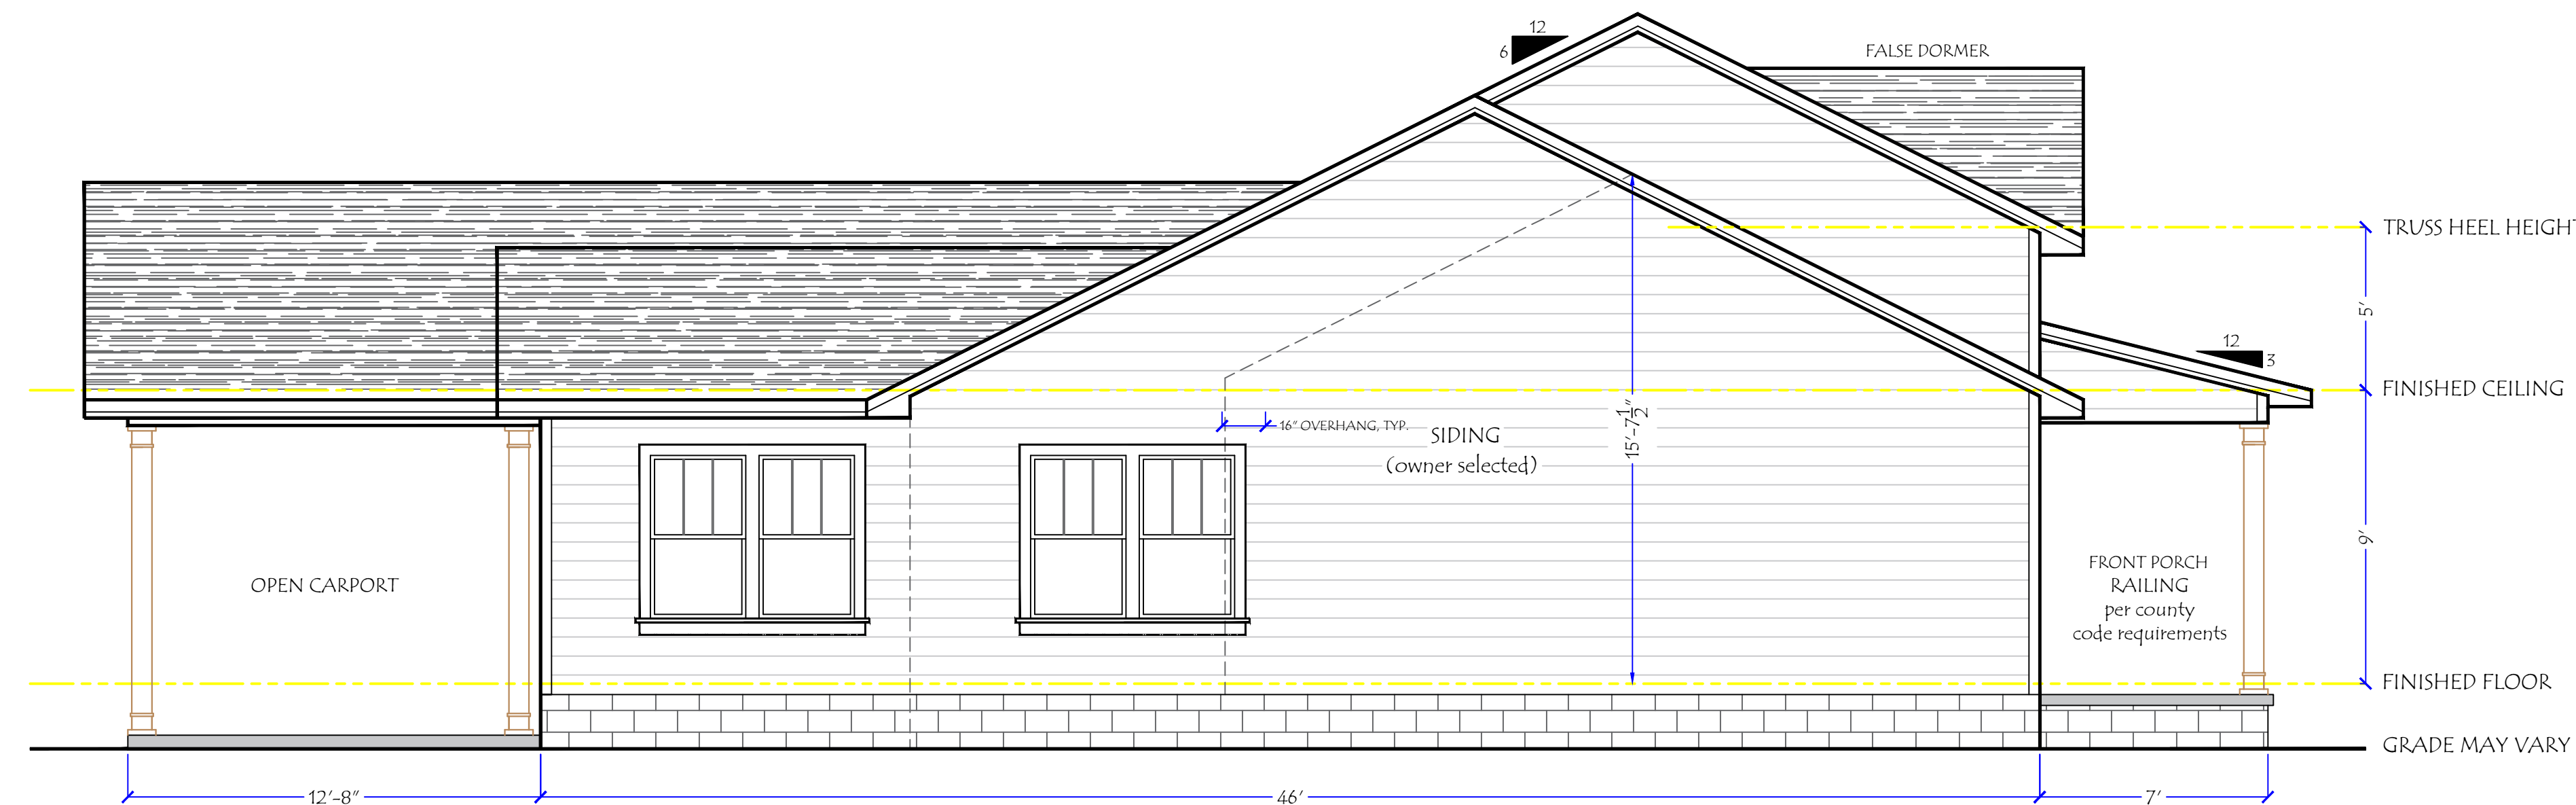 12
6
FALSE DORMER
TRUSS HEEL HEIGHT
5'
12
3
FINISHED CEILING
16" OVERHANG, TYP.
SIDING
(owner selected)
15'-7 1/2"
9'
OPEN CARPORT
FRONT PORCH
RAILING
per county
code requirements
FINISHED FLOOR
GRADE MAY VARY
12'-8"
46'
7'